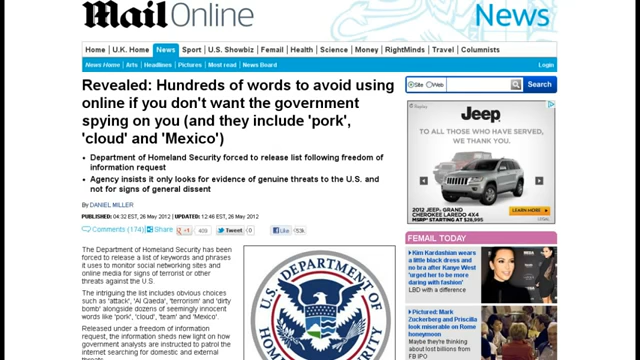 Mail Online
News
Home U.K. Home News Sport U.S. Showbiz Femail Health Science Money RightMinds Travel Columnists
News Home Arts Headlines Pictures Most read News Board Login
Revealed: Hundreds of words to avoid using
online if you don't want the government
spying on you (and they include 'pork',
'cloud' and 'Mexico')
Department of Homeland Security forced to release list following freedom of
information request
Agency insists it only looks for evidence of genuine threats to the U.S. and
not for signs of general dissent
By DANIEL MILLER
PUBLISHED: 04:32 EST, 26 May 2012 | UPDATED: 12:46 EST, 26 May 2012
Comments (174) Share +1 409 Tweet 0 Like 53k
The Department of Homeland Security has been
forced to release a list of keywords and phrases
it uses to monitor social networking sites and
online media for signs of terrorist or other
threats against the U.S.
The intriguing the list includes obvious choices
such as 'attack', 'Al Qaeda', 'terrorism' and 'dirty
bomb' alongside dozens of seemingly innocent
words like 'pork', 'cloud', 'team' and 'Mexico'.
Released under a freedom of information
request, the information sheds new light on how
government analysts are instructed to patrol the
internet searching for domestic and external
U.S. DEPARTMENT
HOMELAND
Site Web Search
Jeep
TO ALL THOSE WHO HAVE SERVED,
WE THANK YOU.
2012 JEEP. GRAND
CHEROKEE LAREDO 4X4
MSRP STARTING AT $28,995
LEARN MORE
FEMAIL TODAY
Kim Kardashian wears
a little black dress and
no bra after Kanye West
'urged her to be more
daring with fashion'
LBD with a difference
Pictured: Mark
Zuckerberg and Priscilla
look miserable on Rome
honeymoon
Maybe they're thinking
about lost billions from
FB IPO